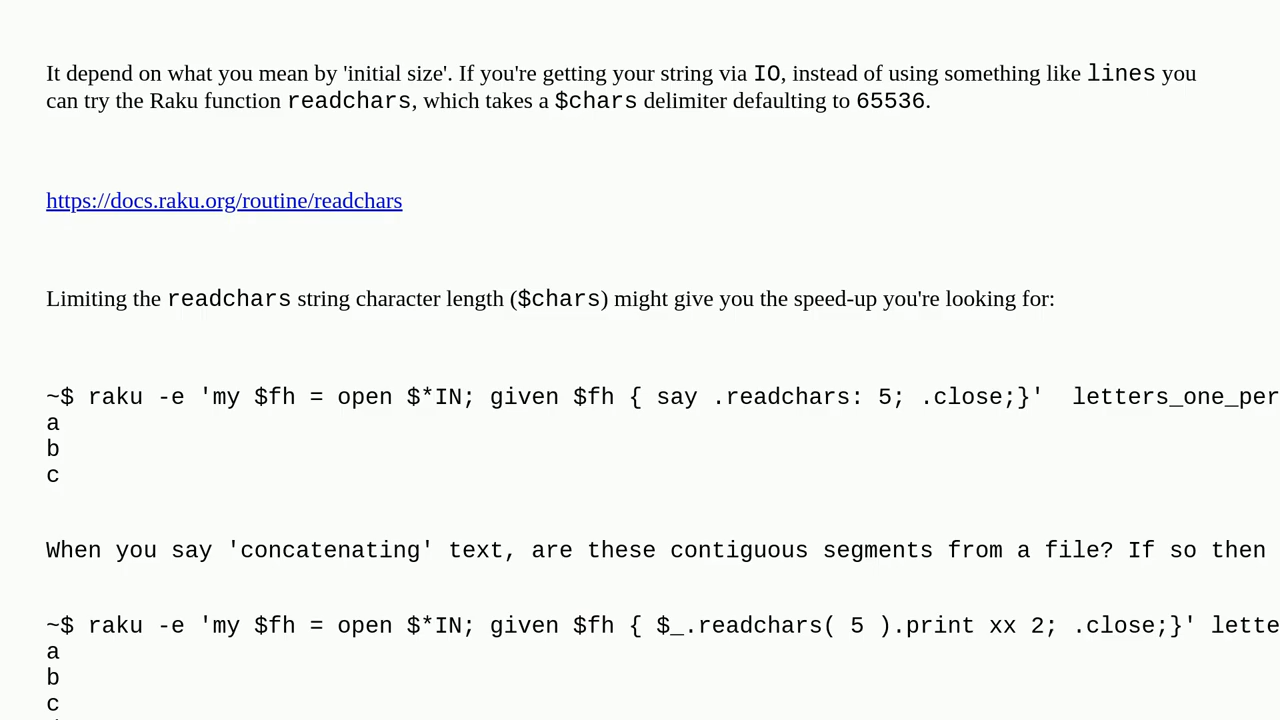 It depend on what you mean by 'initial size'. If you're getting your string via IO, instead of using something like lines you
can try the Raku function readchars, which takes a $chars delimiter defaulting to 65536.
https://docs.raku.org/routine/readchars
Limiting the readchars string character length ($chars) might give you the speed-up you're looking for:
~$ raku -e 'my $fh = open $*IN; given $fh { say .readchars: 5; .close;}'  letters_one_per
a
b
c
When you say 'concatenating' text, are these contiguous segments from a file? If so then
~$ raku -e 'my $fh = open $*IN; given $fh { $_.readchars( 5 ).print xx 2; .close;}' lette
a
b
c